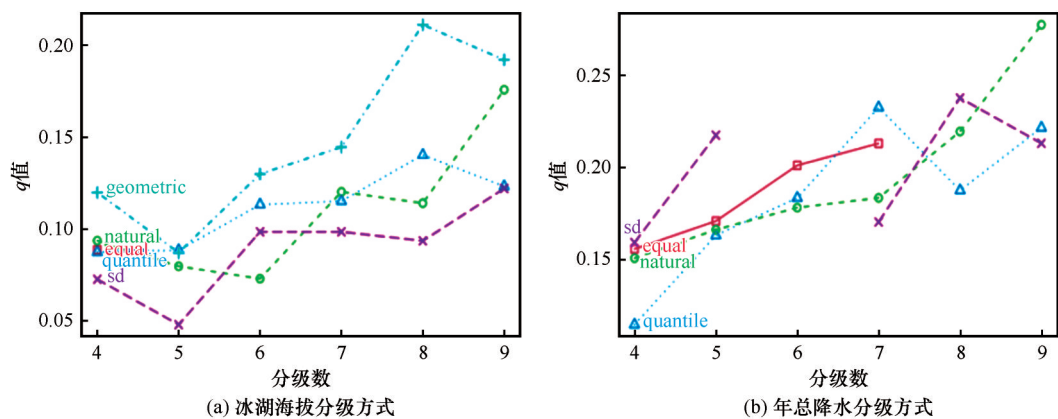 0.20
0.15
0.10
0.05
q值
geometric
natural
equal
quantile
sd
4 5 6 7 8 9
分级数
(a) 冰湖海拔分级方式
0.25
0.20
0.15
q值
sd
equal
natural
quantile
4 5 6 7 8 9
分级数
(b) 年总降水分级方式